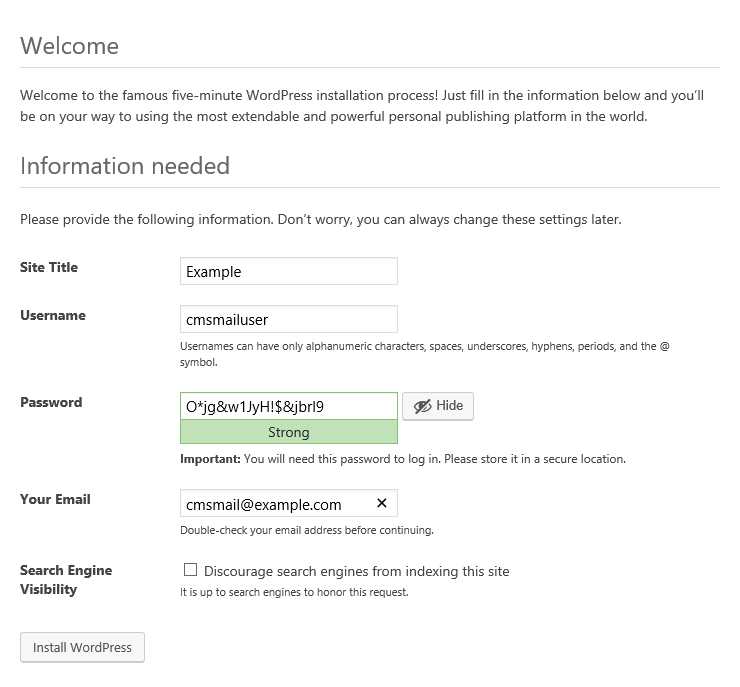 Welcome
Welcome to the famous five-minute WordPress installation process! Just fill in the information below and you’ll
be on your way to using the most extendable and powerful personal publishing platform in the world.
Information needed
Please provide the following information. Don’t worry, you can always change these settings later.
Site Title
Example
Username
cmsmailuser
Usernames can have only alphanumeric characters, spaces, underscores, hyphens, periods, and the @
symbol.
Password
O*jg&w1JyH!$&jbrl9
Hide
Strong
Important: You will need this password to log in. Please store it in a secure location.
Your Email
cmsmail@example.com
Double-check your email address before continuing.
Search Engine
Visibility
Discourage search engines from indexing this site
It is up to search engines to honor this request.
Install WordPress